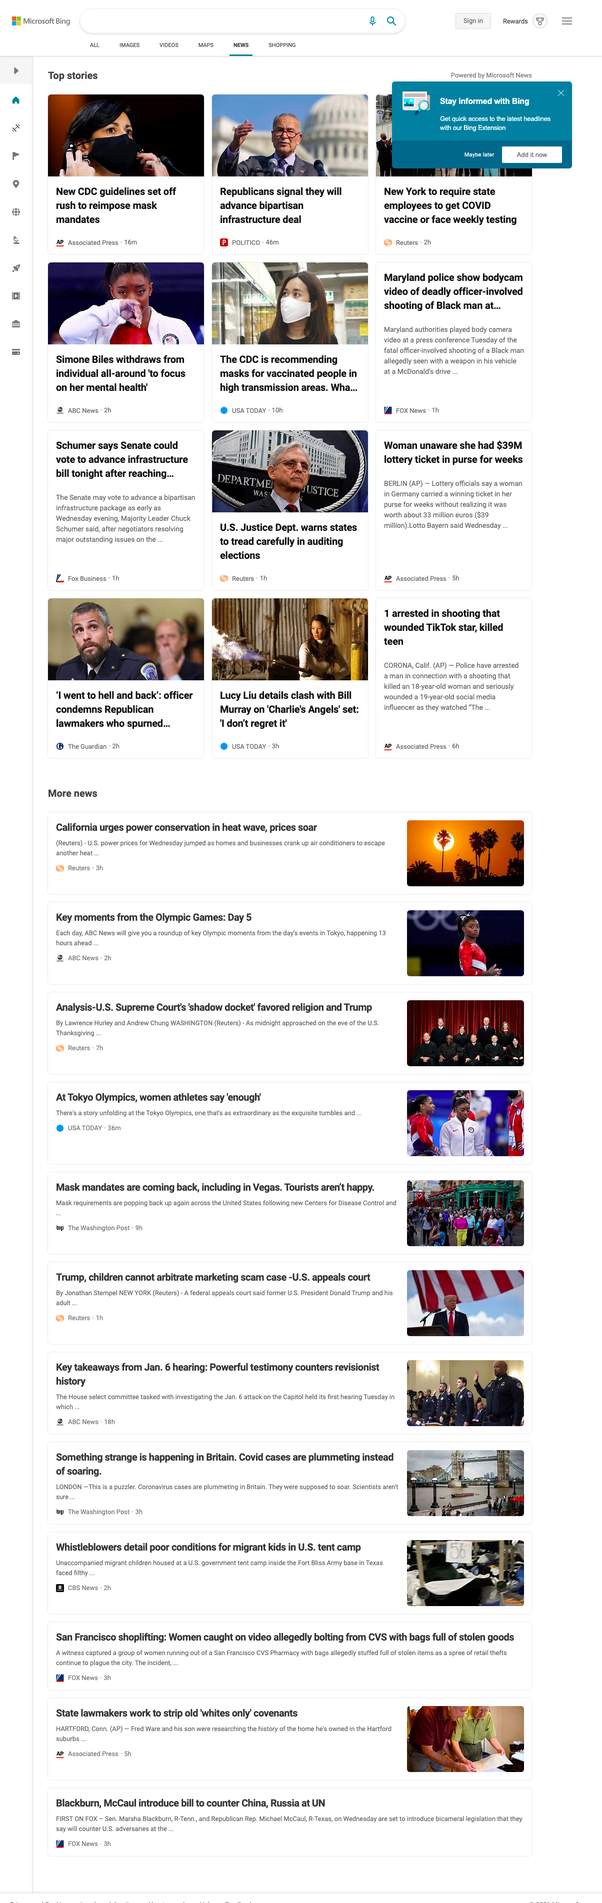 Microsoft Bing
Sign in
Rewards
ALL
IMAGES
VIDEOS
MAPS
NEWS
SHOPPING
Top stories
Powered by Microsoft News
Stay informed with Bing
Get quick access to the latest headlines
with our Bing Extension
Maybe later
Add it now
New CDC guidelines set off
rush to reimpose mask
mandates
AP Associated Press · 16m
Republicans signal they will
advance bipartisan
infrastructure deal
POLITICO · 46m
New York to require state
employees to get COVID
vaccine or face weekly testing
Reuters · 2h
Simone Biles withdraws from
individual all-around 'to focus
on her mental health'
ABC News · 2h
The CDC is recommending
masks for vaccinated people in
high transmission areas. Wha...
USA TODAY · 10h
Maryland police show bodycam
video of deadly officer-involved
shooting of Black man at...
Maryland authorities played body camera
video at a press conference Tuesday of the
fatal officer-involved shooting of a Black man
allegedly seen with a weapon in his vehicle
at a McDonald's drive ...
FOX News · 1h
Schumer says Senate could
vote to advance infrastructure
bill tonight after reaching...
The Senate may vote to advance a bipartisan
infrastructure package as early as
Wednesday evening, Majority Leader Chuck
Schumer said, after negotiators resolving
major outstanding issues on the ...
Fox Business · 1h
DEPARTMENT
JUSTICE
WAS
U.S. Justice Dept. warns states
to tread carefully in auditing
elections
Reuters · 1h
Woman unaware she had $39M
lottery ticket in purse for weeks
BERLIN (AP) — Lottery officials say a woman
in Germany carried a winning ticket in her
purse for weeks without realizing it was
worth about 33 million euros ($39
million).Lotto Bayern said Wednesday ...
AP Associated Press · 5h
'I went to hell and back': officer
condemns Republican
lawmakers who spurned...
The Guardian · 2h
Lucy Liu details clash with Bill
Murray on 'Charlie's Angels' set:
'I don't regret it'
USA TODAY · 3h
1 arrested in shooting that
wounded TikTok star, killed
teen
CORONA, Calif. (AP) — Police have arrested
a man in connection with a shooting that
killed an 18-year-old woman and seriously
wounded a 19-year-old social media
influencer as they watched "The ...
AP Associated Press · 6h
More news
California urges power conservation in heat wave, prices soar
(Reuters) - U.S. power prices for Wednesday jumped as homes and businesses crank up air conditioners to escape
another heat ...
Reuters · 3h
Key moments from the Olympic Games: Day 5
Each day, ABC News will give you a roundup of key Olympic moments from the day's events in Tokyo, happening 13
hours ahead ...
ABC News · 2h
Analysis-U.S. Supreme Court's 'shadow docket' favored religion and Trump
By Lawrence Hurley and Andrew Chung WASHINGTON (Reuters) - As midnight approached on the eve of the U.S.
Thanksgiving ...
Reuters · 7h
At Tokyo Olympics, women athletes say 'enough'
There's a story unfolding at the Tokyo Olympics, one that's as extraordinary as the exquisite tumbles and ...
USA TODAY · 36m
Mask mandates are coming back, including in Vegas. Tourists aren't happy.
Mask requirements are popping back up again across the United States following new Centers for Disease Control and
...
wp The Washington Post · 9h
Trump, children cannot arbitrate marketing scam case -U.S. appeals court
By Jonathan Stempel NEW YORK (Reuters) - A federal appeals court said former U.S. President Donald Trump and his
adult ...
Reuters · 1h
Key takeaways from Jan. 6 hearing: Powerful testimony counters revisionist
history
The House select committee tasked with investigating the Jan. 6 attack on the Capitol held its first hearing Tuesday in
which ...
ABC News · 18h
Something strange is happening in Britain. Covid cases are plummeting instead
of soaring.
LONDON —This is a puzzler. Coronavirus cases are plummeting in Britain. They were supposed to soar. Scientists aren't
sure ...
wp The Washington Post · 3h
Whistleblowers detail poor conditions for migrant kids in U.S. tent camp
Unaccompanied migrant children housed at a U.S. government tent camp inside the Fort Bliss Army base in Texas
faced filthy ...
CBS News · 2h
San Francisco shoplifting: Women caught on video allegedly bolting from CVS with bags full of stolen goods
A witness captured a group of women running out of a San Francisco CVS Pharmacy with bags allegedly stuffed full of stolen items as a spree of retail thefts
continue to plague the city. The incident, ...
FOX News · 3h
State lawmakers work to strip old 'whites only' covenants
HARTFORD, Conn. (AP) — Fred Ware and his son were researching the history of the home he's owned in the Hartford
suburbs ...
AP Associated Press · 5h
Blackburn, McCaul introduce bill to counter China, Russia at UN
FIRST ON FOX – Sen. Marsha Blackburn, R-Tenn., and Republican Rep. Michael McCaul, R-Texas, on Wednesday are set to introduce bicameral legislation that they
say will counter U.S. adversaries at the ...
FOX News · 3h